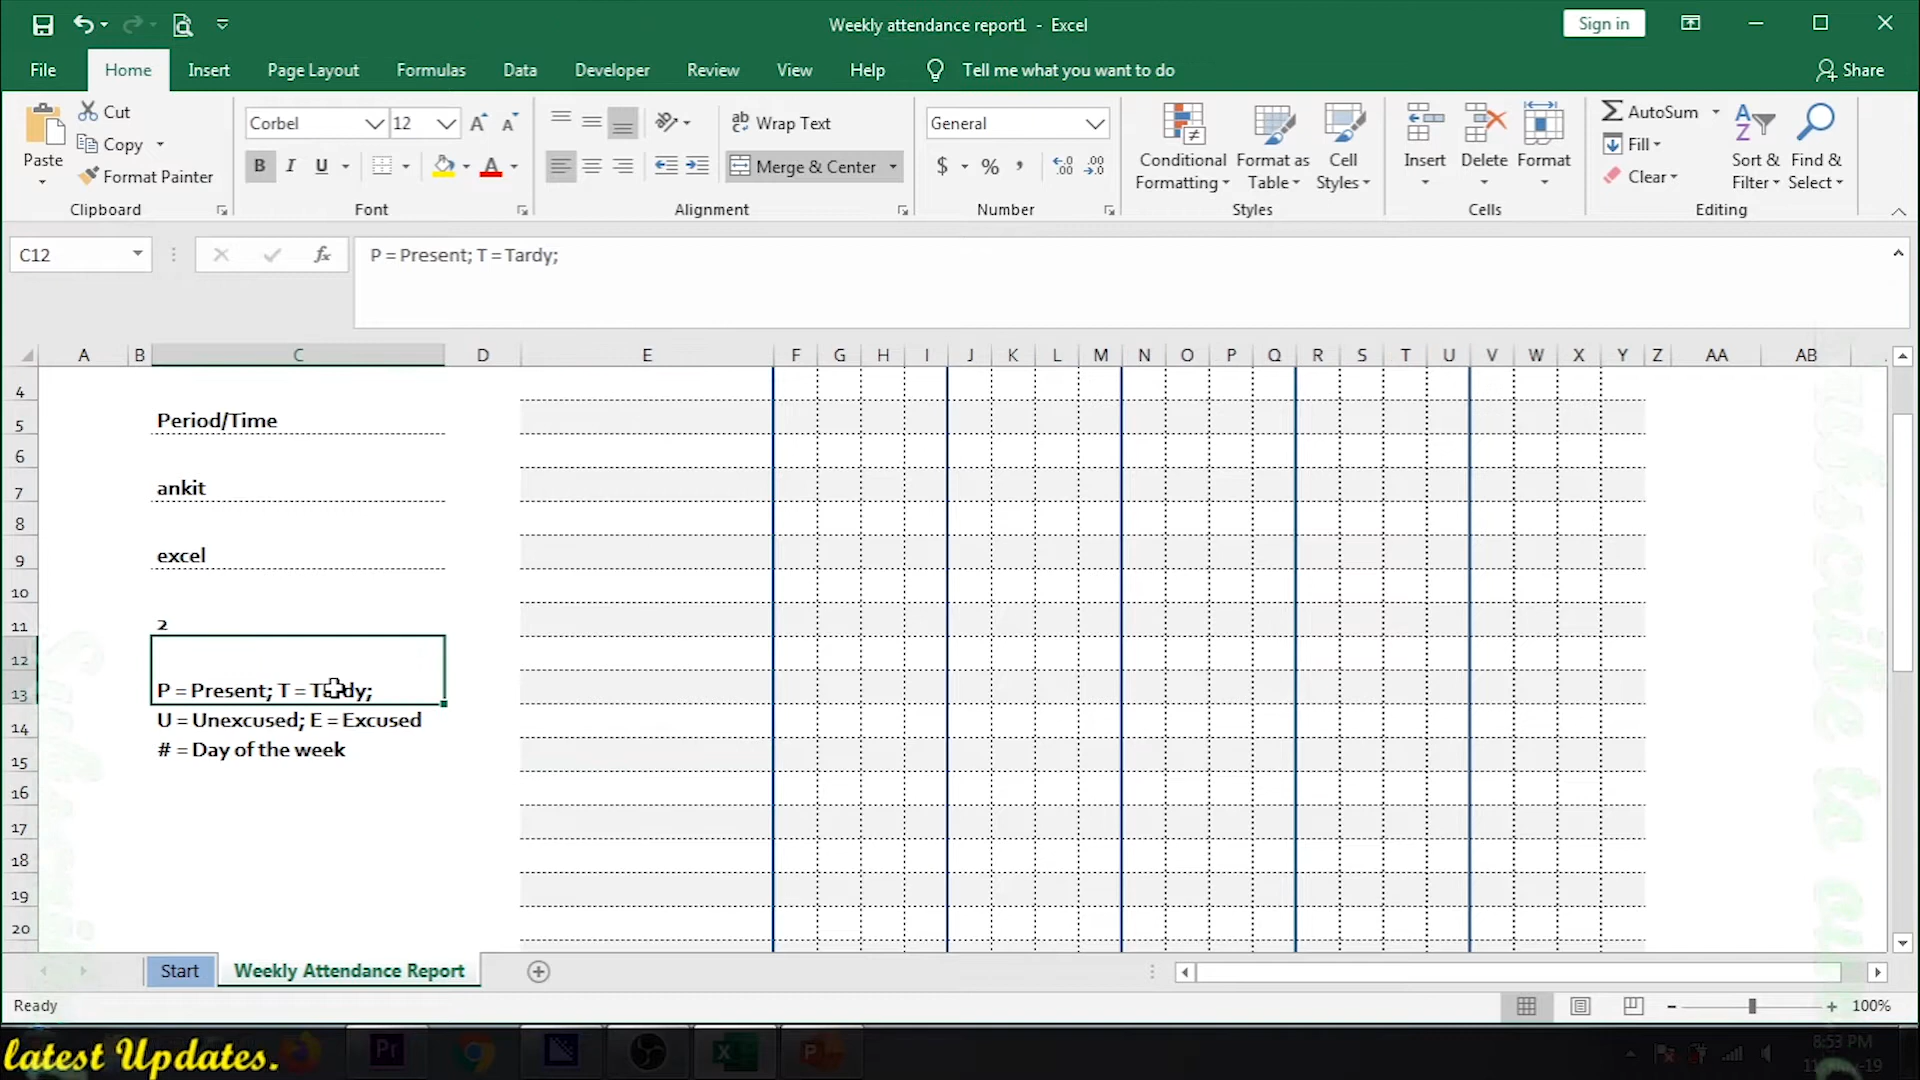 Weekly attendance report1 - Excel
Sign in
File Home Insert Page Layout Formulas Data Developer Review View Help Tell me what you want to do Share
Paste
Cut
Copy
Format Painter
Clipboard
Corbel 12
B I U
Font
Wrap Text
Merge & Center
Alignment
General
$ % ,
Number
Conditional Formatting
Format as Table
Cell Styles
Styles
Insert Delete Format
Cells
AutoSum
Fill
Clear
Sort & Filter
Find & Select
Editing
C12
fx
P = Present; T = Tardy;
A B C D E F G H I J K L M N O P Q R S T U V W X Y Z AA AB
4
5 Period/Time
6
7 ankit
8
9 excel
10
11 2
12
13 P = Present; T = Tardy;
14 U = Unexcused; E = Excused
15 # = Day of the week
16
17
18
19
20
Start Weekly Attendance Report
Ready
100%
latest Updates.
8:53 PM